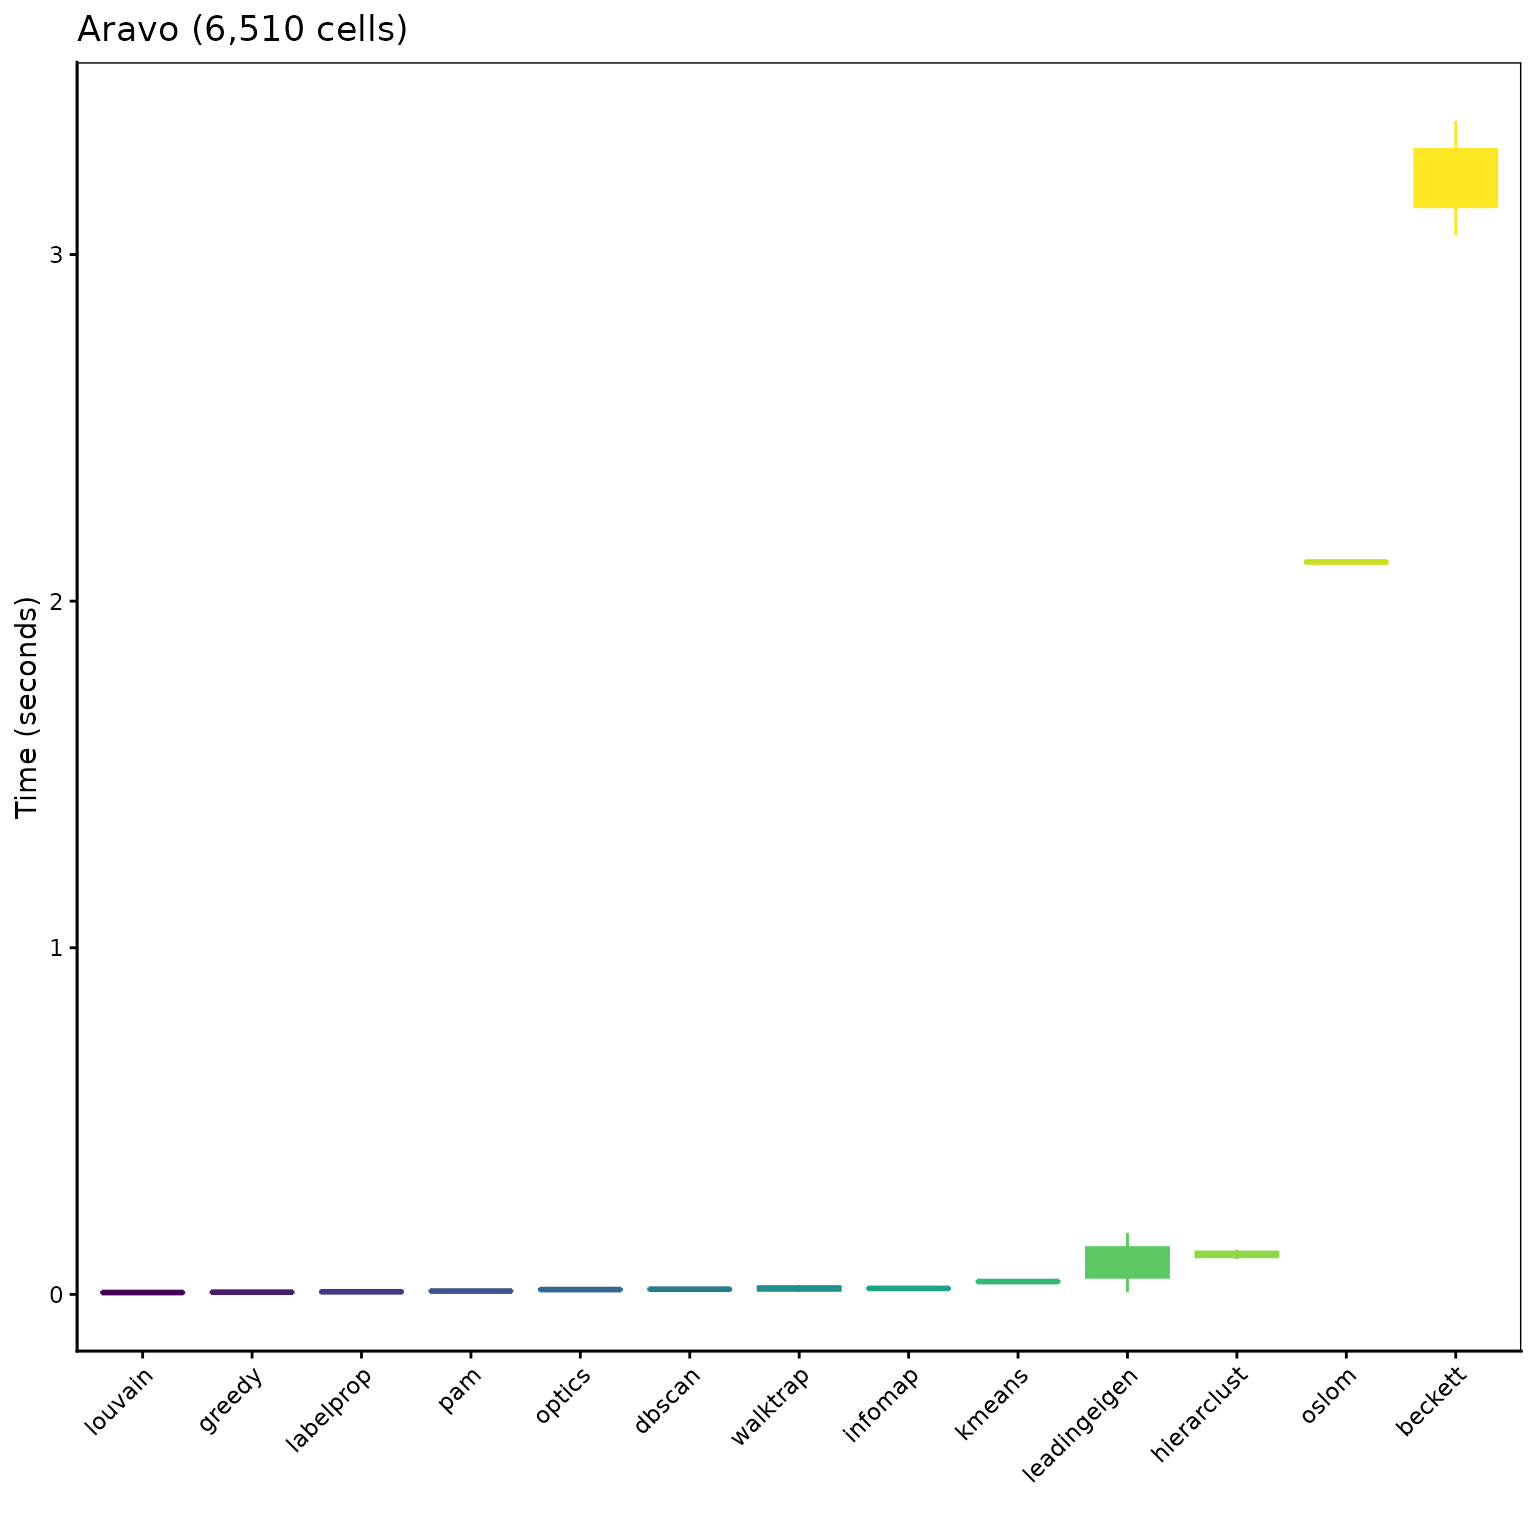 Aravo (6,510 cells)
Time (seconds)
3
2
1
0
louvain
greedy
labelprop
pam
optics
dbscan
walktrap
infomap
kmeans
leadingeigen
hierarclust
oslom
beckett